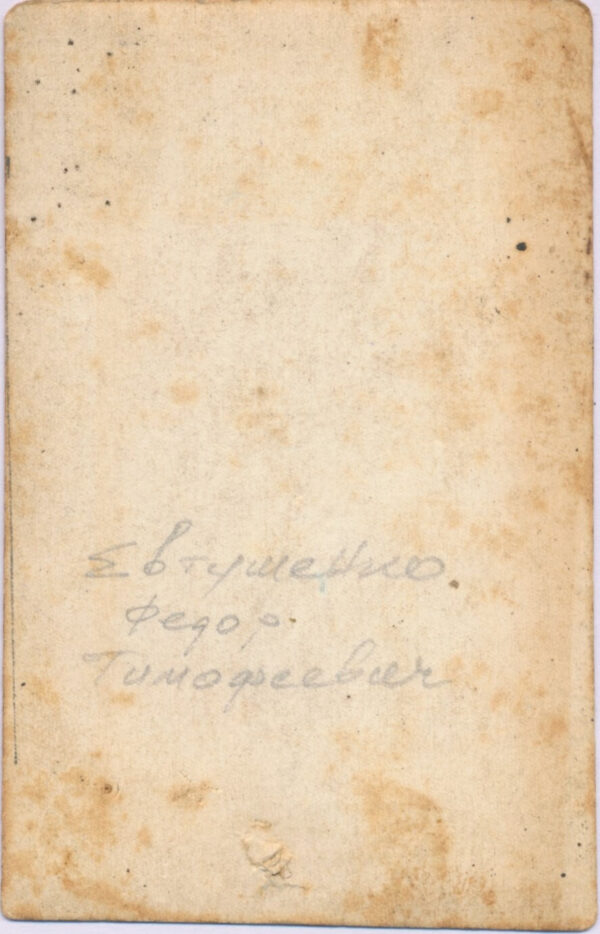 Евтушенко
Федор
Тимофеевич